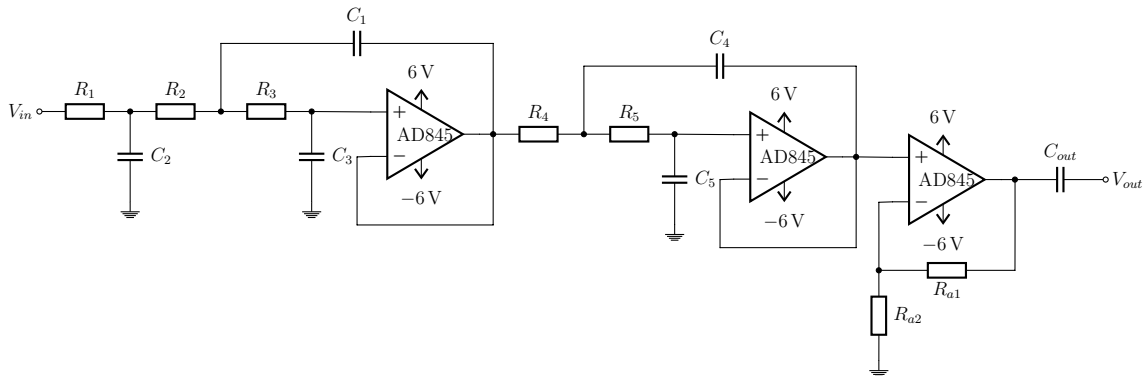 C1
C4
6 V
R1
R2
R3
Vin
+
AD845
−
−6 V
C2
C3
R4
R5
6 V
+
AD845
−
−6 V
C5
6 V
+
AD845
−
−6 V
Cout
Vout
Ra1
Ra2